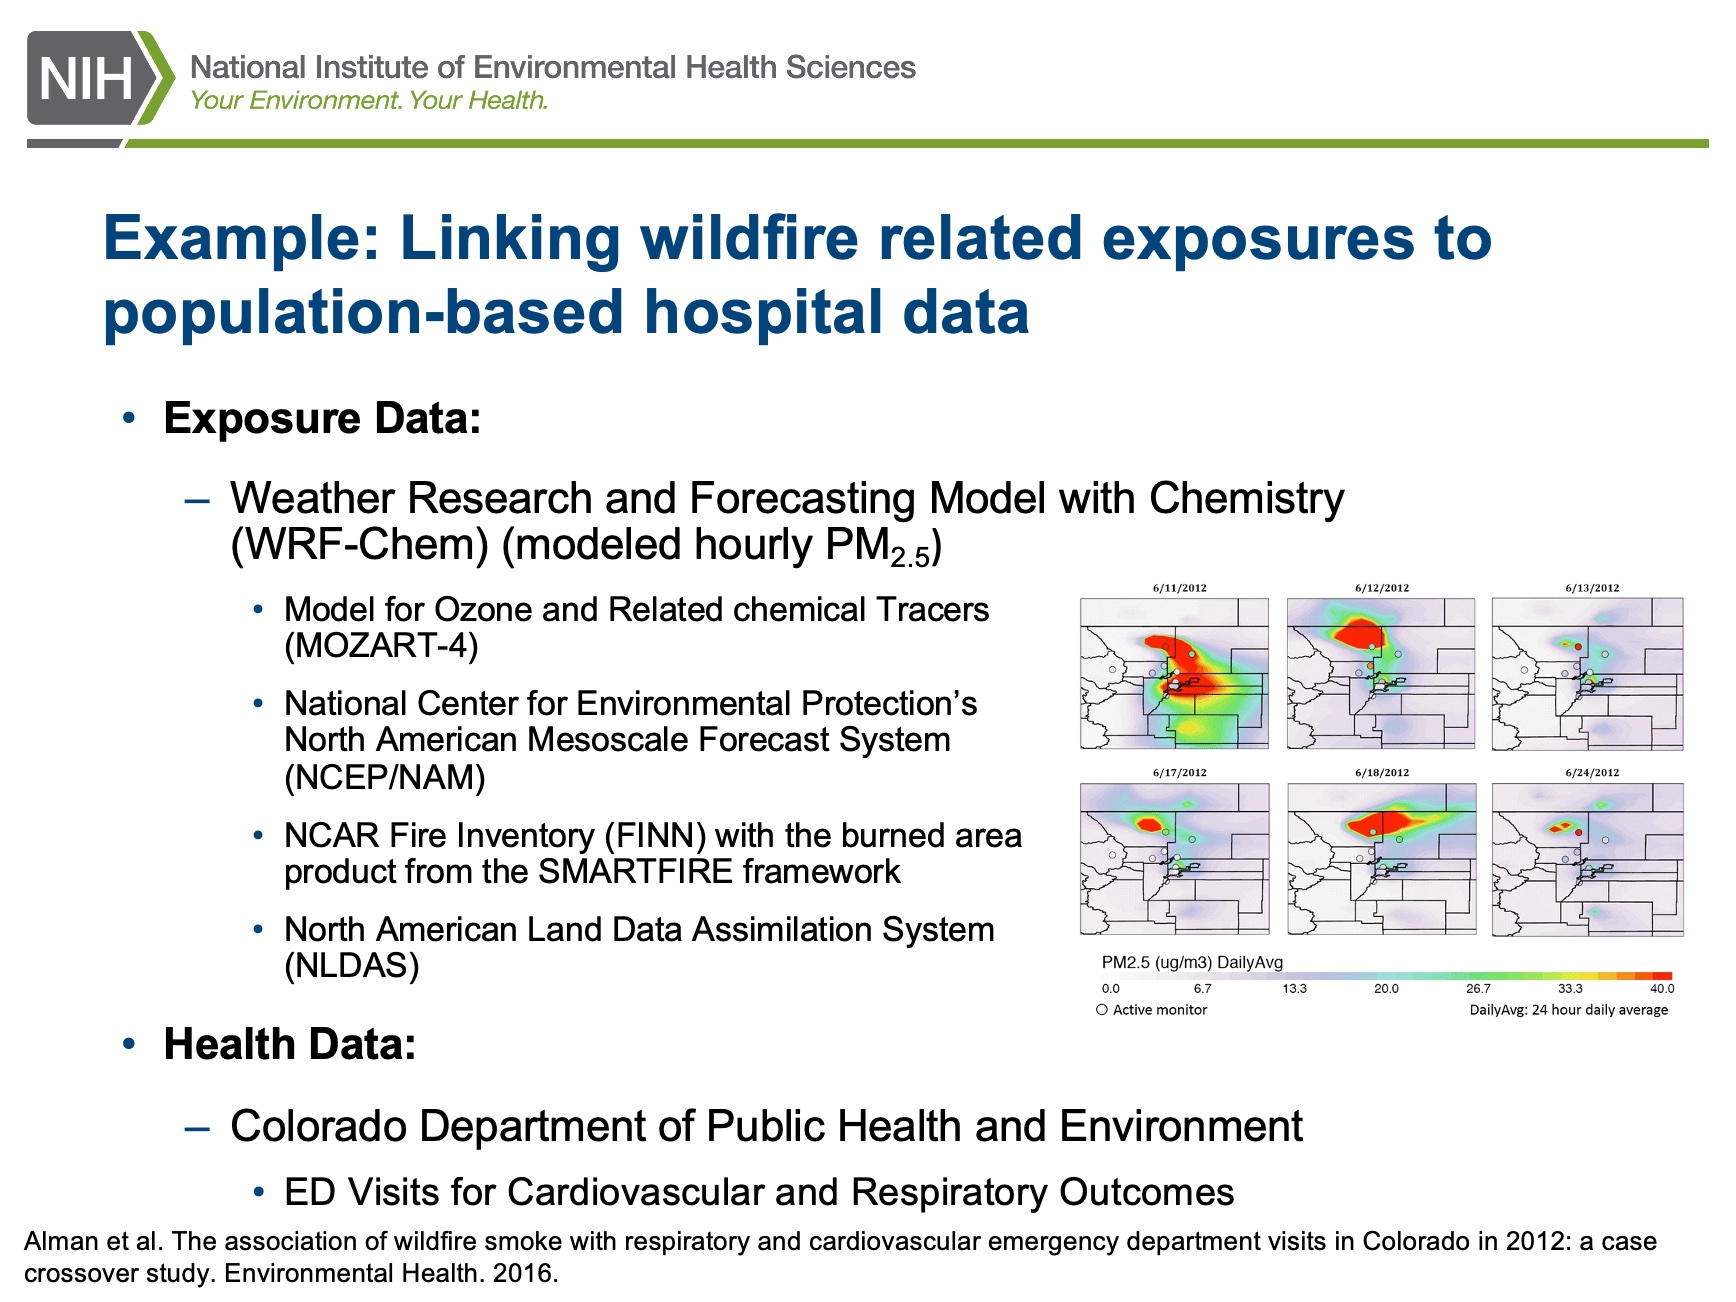 NIH
National Institute of Environmental Health Sciences
Your Environment. Your Health.
Example: Linking wildfire related exposures to
population-based hospital data
• Exposure Data:
– Weather Research and Forecasting Model with Chemistry
(WRF-Chem) (modeled hourly PM2.5)
• Model for Ozone and Related chemical Tracers
(MOZART-4)
• National Center for Environmental Protection’s
North American Mesoscale Forecast System
(NCEP/NAM)
• NCAR Fire Inventory (FINN) with the burned area
product from the SMARTFIRE framework
• North American Land Data Assimilation System
(NLDAS)
6/11/2012 6/12/2012 6/13/2012
6/17/2012 6/18/2012 6/24/2012
PM2.5 (ug/m3) DailyAvg
0.0 6.7 13.3 20.0 26.7 33.3 40.0
Active monitor DailyAvg: 24 hour daily average
• Health Data:
– Colorado Department of Public Health and Environment
• ED Visits for Cardiovascular and Respiratory Outcomes
Alman et al. The association of wildfire smoke with respiratory and cardiovascular emergency department visits in Colorado in 2012: a case
crossover study. Environmental Health. 2016.